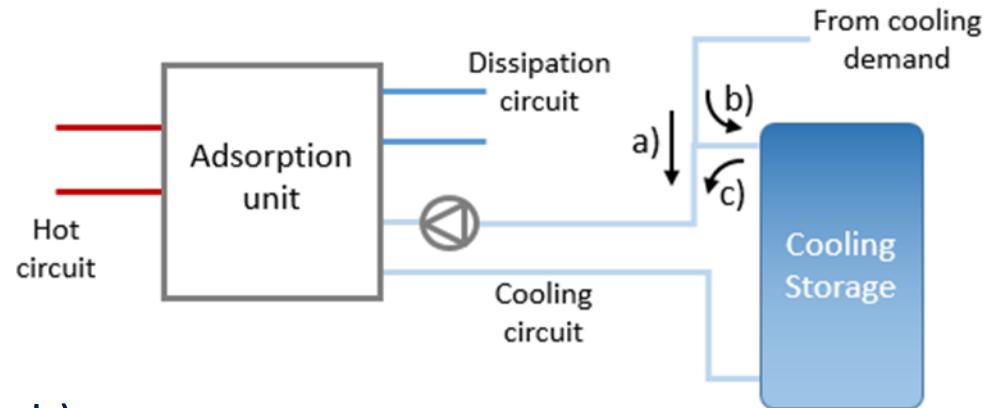 From cooling
demand
Dissipation
circuit
b)
a)
Adsorption
unit
c)
Hot
circuit
Cooling
Storage
Cooling
circuit